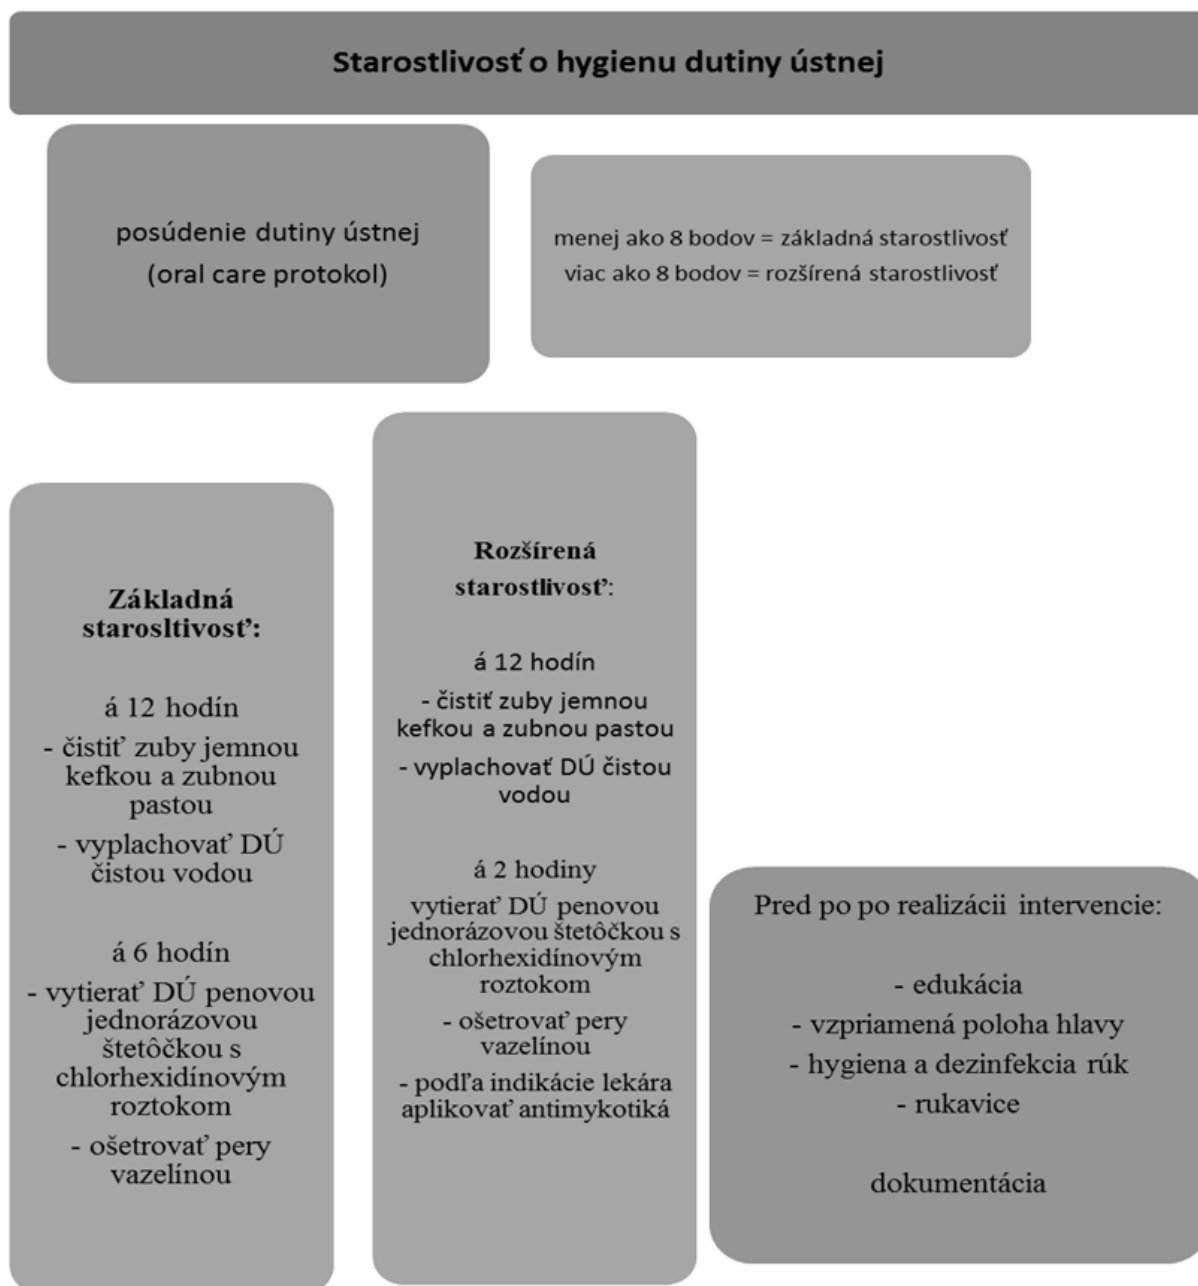 Starostlivosť o hygienu dutiny ústnej
posúdenie dutiny ústnej
(oral care protokol)
menej ako 8 bodov = základná starostlivosť
viac ako 8 bodov = rozšírená starostlivosť
Základná
starosltivosť:
á 12 hodín
- čistiť zuby jemnou
kefkou a zubnou
pastou
- vyplachovať DÚ
čistou vodou
á 6 hodín
- vytierať DÚ penovou
jednorázovou
štetôčkou s
chlorhexidínovým
roztokom
- ošetrovať pery
vazelínou
Rozšírená
starostlivosť:
á 12 hodín
- čistiť zuby jemnou
kefkou a zubnou pastou
- vyplachovať DÚ čistou
vodou
á 2 hodiny
vytierať DÚ penovou
jednorázovou štetôčkou s
chlorhexidínovým
roztokom
- ošetrovať pery
vazelínou
- podľa indikácie lekára
aplikovať antimykotiká
Pred po po realizácii intervencie:
- edukácia
- vzpriamená poloha hlavy
- hygiena a dezinfekcia rúk
- rukavice
dokumentácia